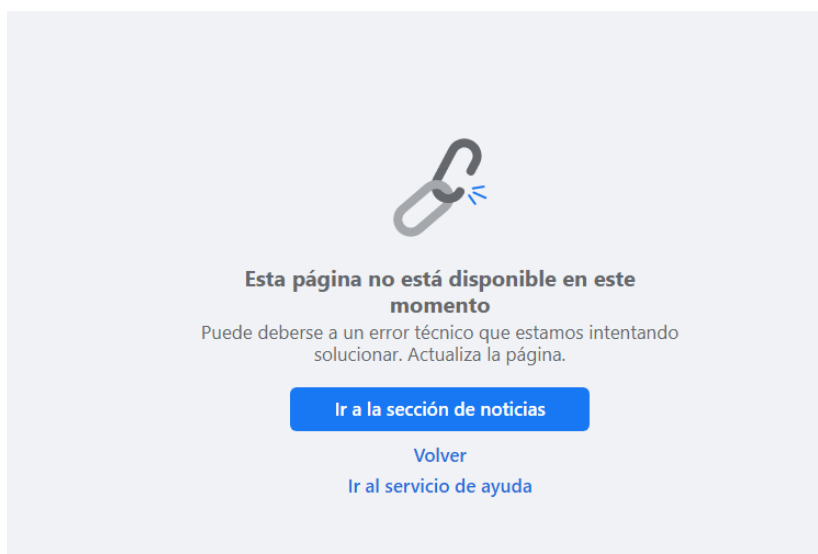 Esta página no está disponible en este
momento
Puede deberse a un error técnico que estamos intentando
solucionar. Actualiza la página.
Ir a la sección de noticias
Volver
Ir al servicio de ayuda